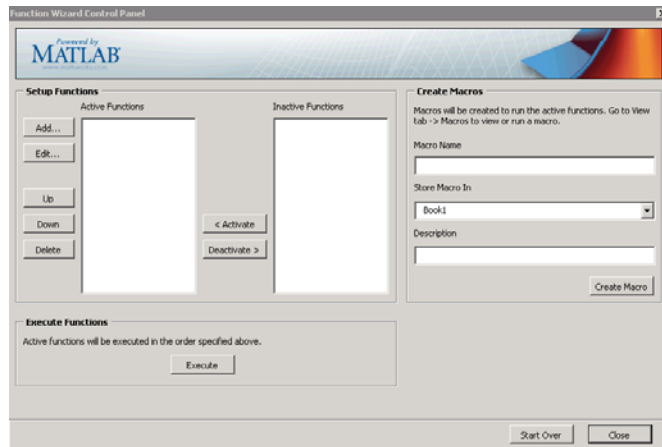 Function Wizard Control Panel
Powered by
MATLAB
www.mathworks.com
Setup Functions
Active Functions
Inactive Functions
Add...
Edit...
Up
Down
Delete
< Activate
Deactivate >
Create Macros
Macros will be created to run the active functions. Go to View
tab -> Macros to view or run a macro.
Macro Name
Store Macro In
Book1
Description
Create Macro
Execute Functions
Active functions will be executed in the order specified above.
Execute
Start Over
Close